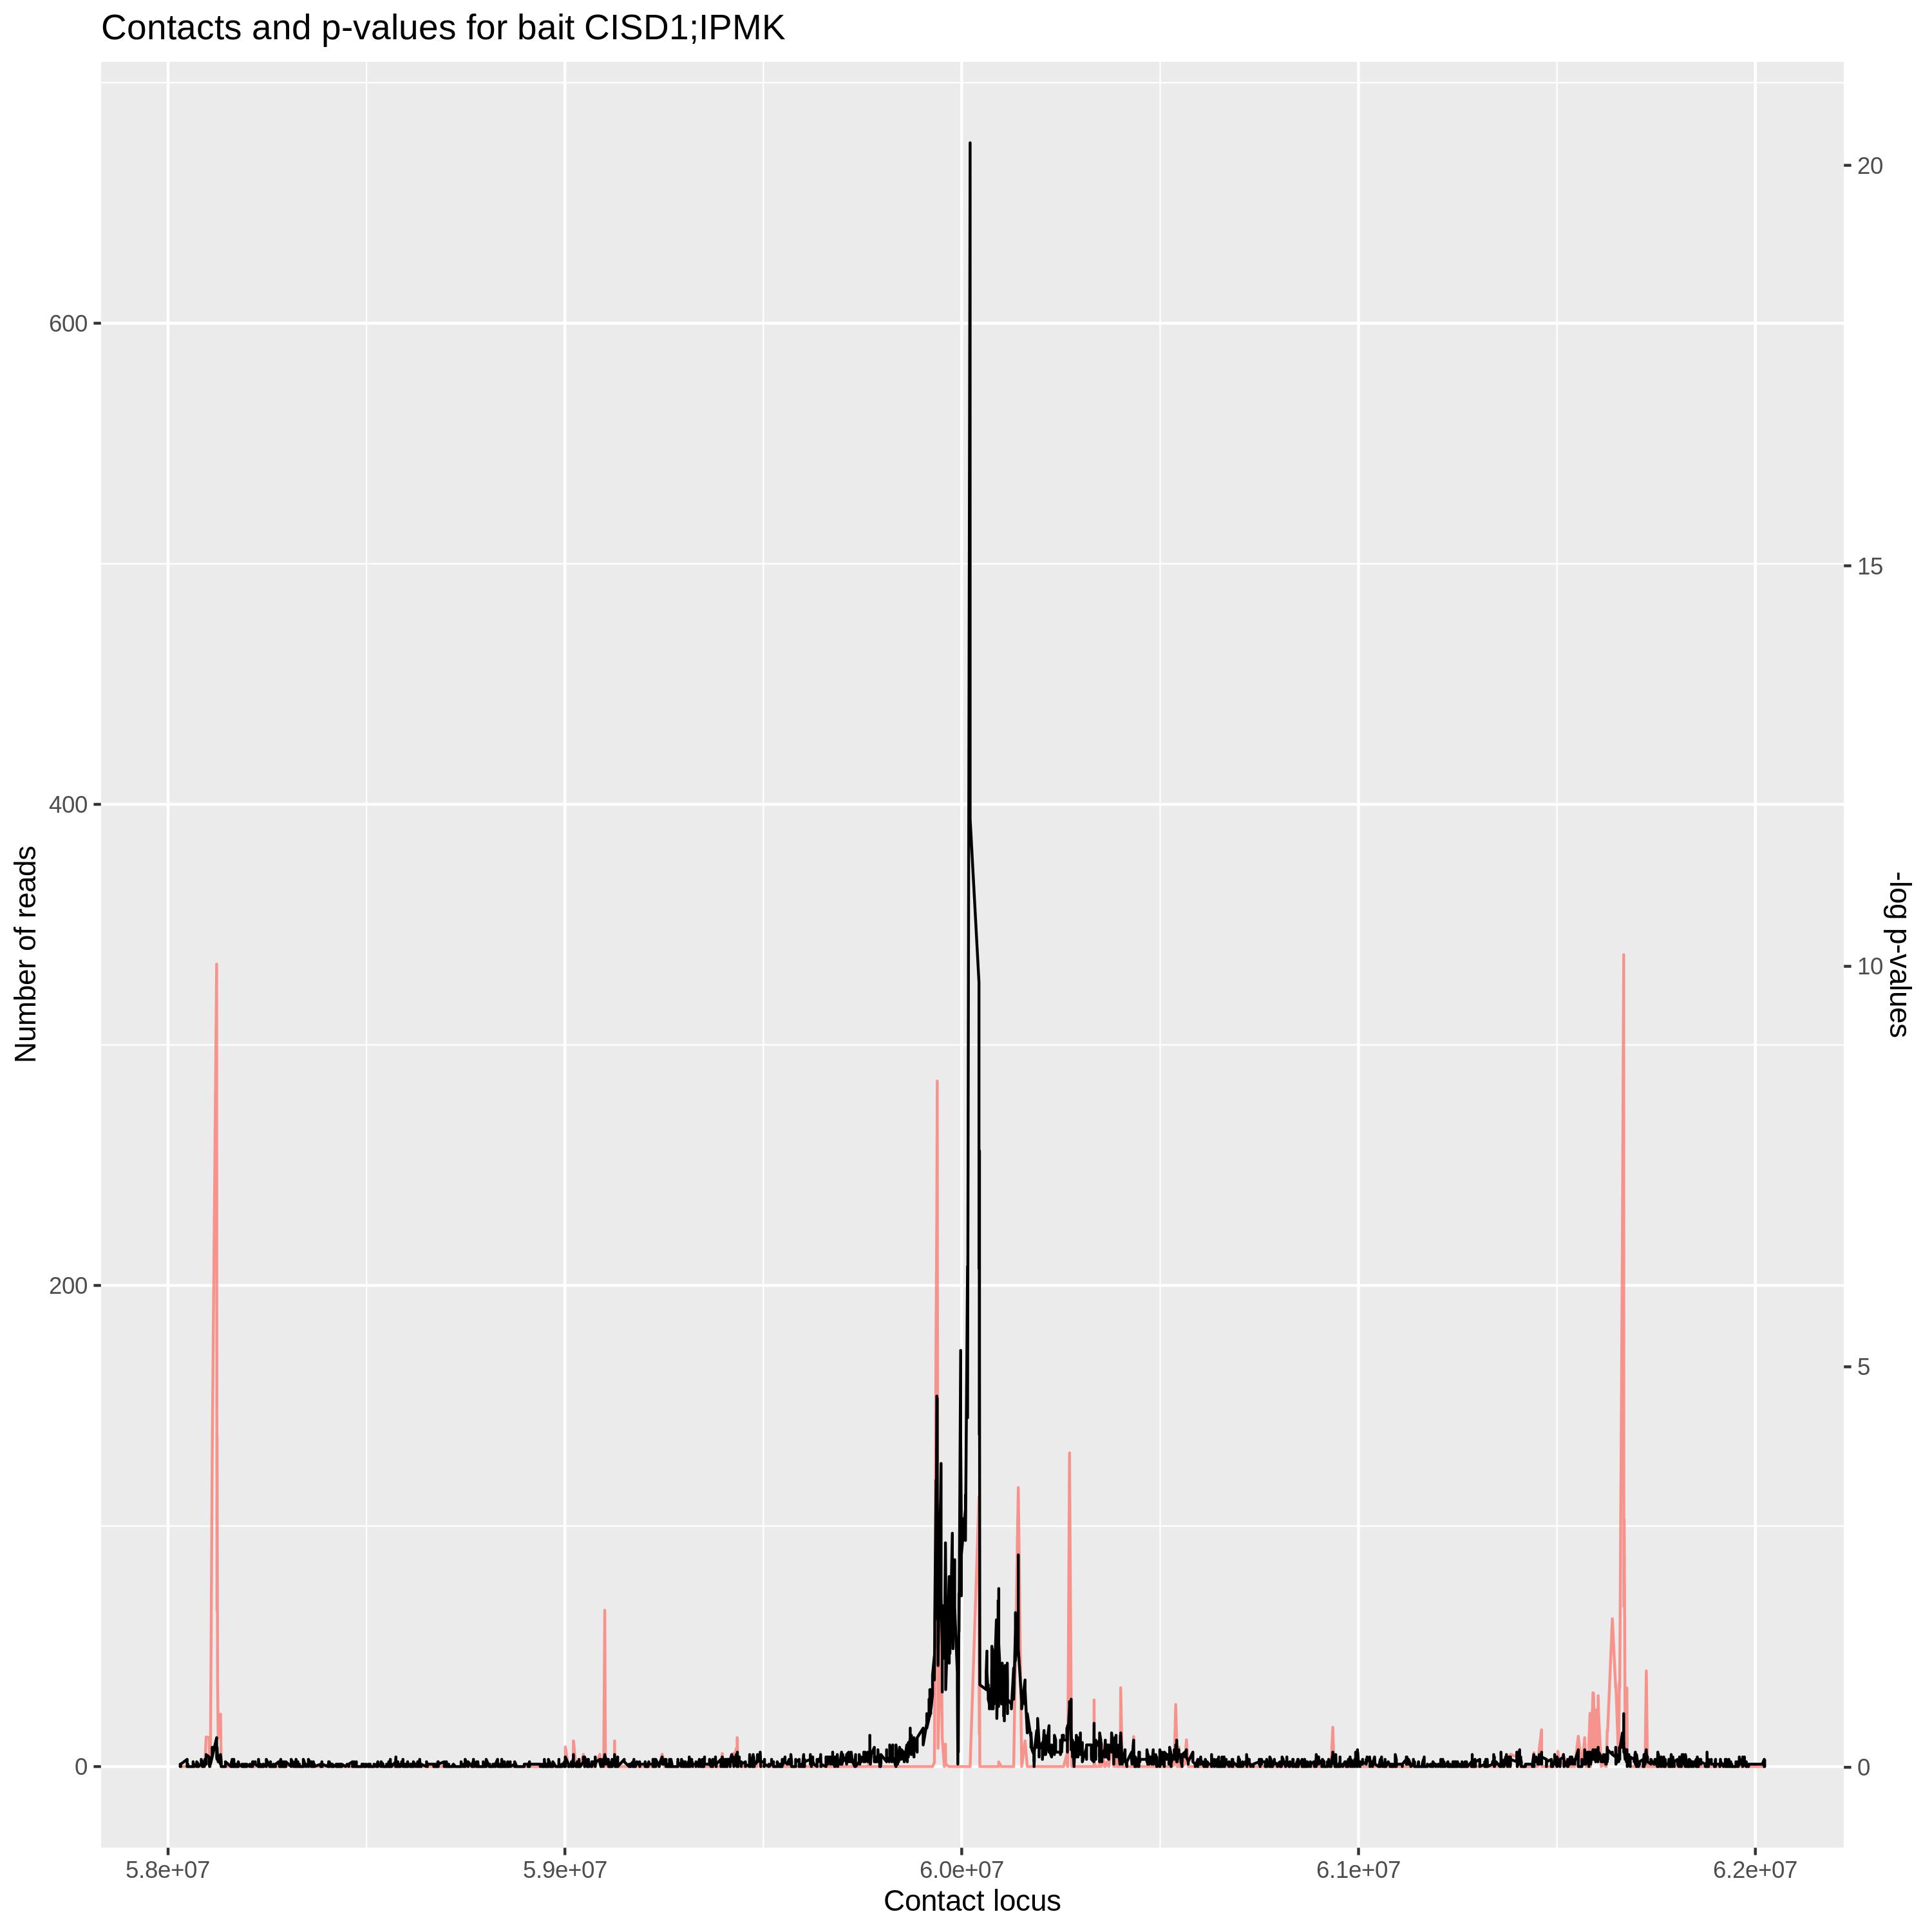 Contacts and p-values for bait CISD1;IPMK
600
400
200
0
Number of reads
20
15
10
5
0
-log p-values
5.8e+07
5.9e+07
6.0e+07
6.1e+07
6.2e+07
Contact locus